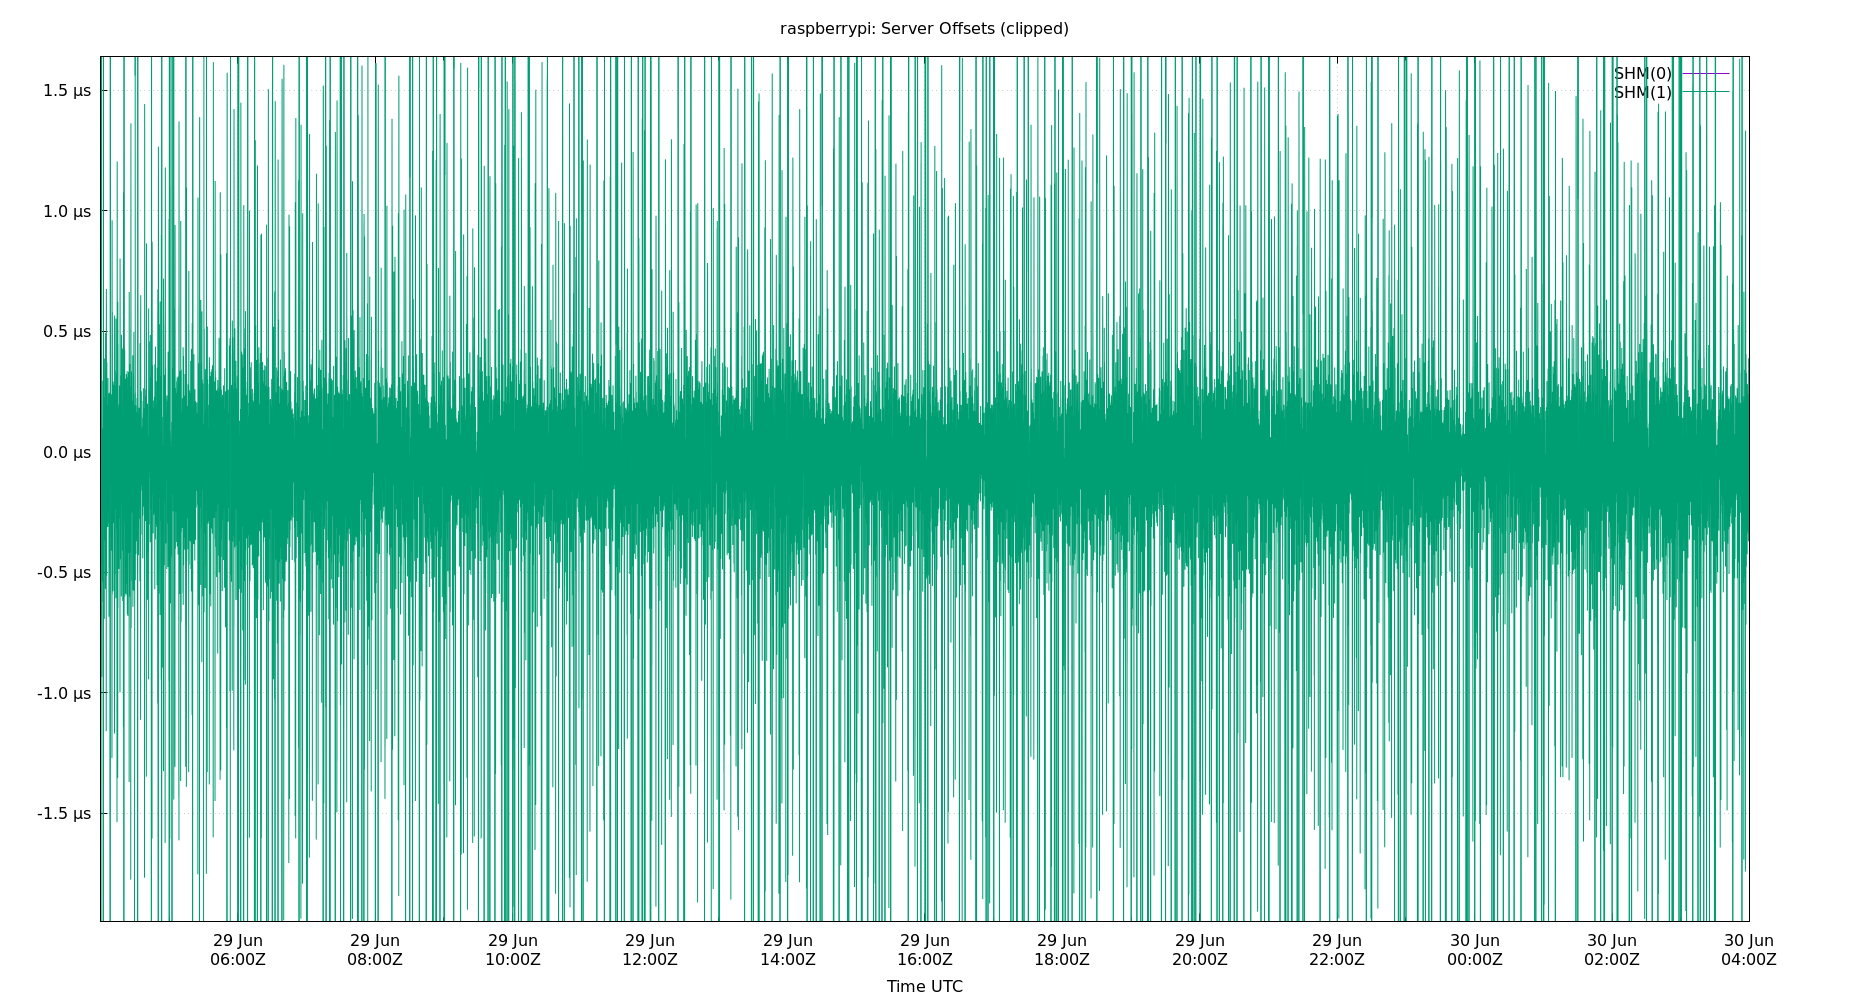 raspberrypi: Server Offsets (clipped)
SHM(0)
SHM(1)
1.5 µs
1.0 µs
0.5 µs
0.0 µs
-0.5 µs
-1.0 µs
-1.5 µs
29 Jun 29 Jun 29 Jun 29 Jun 29 Jun 29 Jun 29 Jun 29 Jun 29 Jun 30 Jun 30 Jun 30 Jun
06:00Z 08:00Z 10:00Z 12:00Z 14:00Z 16:00Z 18:00Z 20:00Z 22:00Z 00:00Z 02:00Z 04:00Z
Time UTC